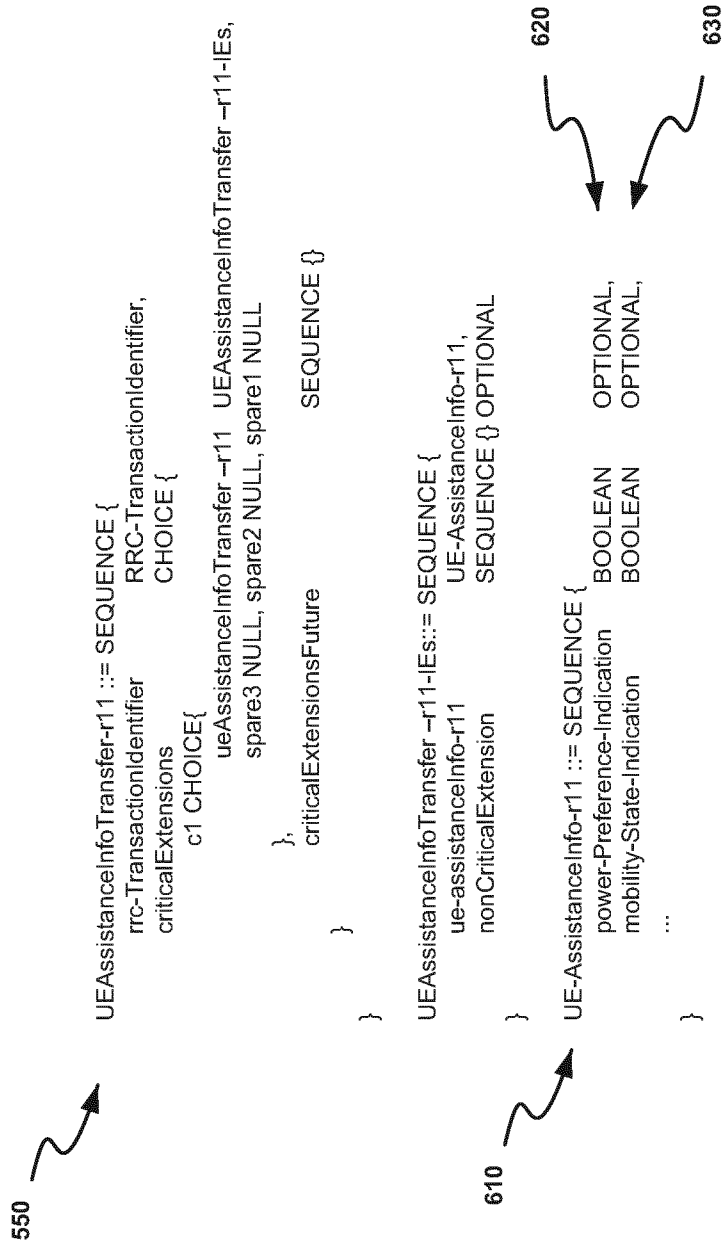 550
UEAssistanceInfoTransfer-r11 ::= SEQUENCE {
rrc-TransactionIdentifier RRC-TransactionIdentifier,
criticalExtensions CHOICE {
c1 CHOICE{
ueAssistanceInfoTransfer –r11 UEAssistanceInfoTransfer –r11-IEs,
spare3 NULL, spare2 NULL, spare1 NULL
},
criticalExtensionsFuture SEQUENCE {}
}
}
UEAssistanceInfoTransfer –r11-IEs::= SEQUENCE {
ue-assistanceInfo-r11 UE-AssistanceInfo-r11,
nonCriticalExtension SEQUENCE {} OPTIONAL
}
610
UE-AssistanceInfo-r11 ::= SEQUENCE {
power-Preference-Indication BOOLEAN OPTIONAL,
620
mobility-State-Indication BOOLEAN OPTIONAL,
630
...
}